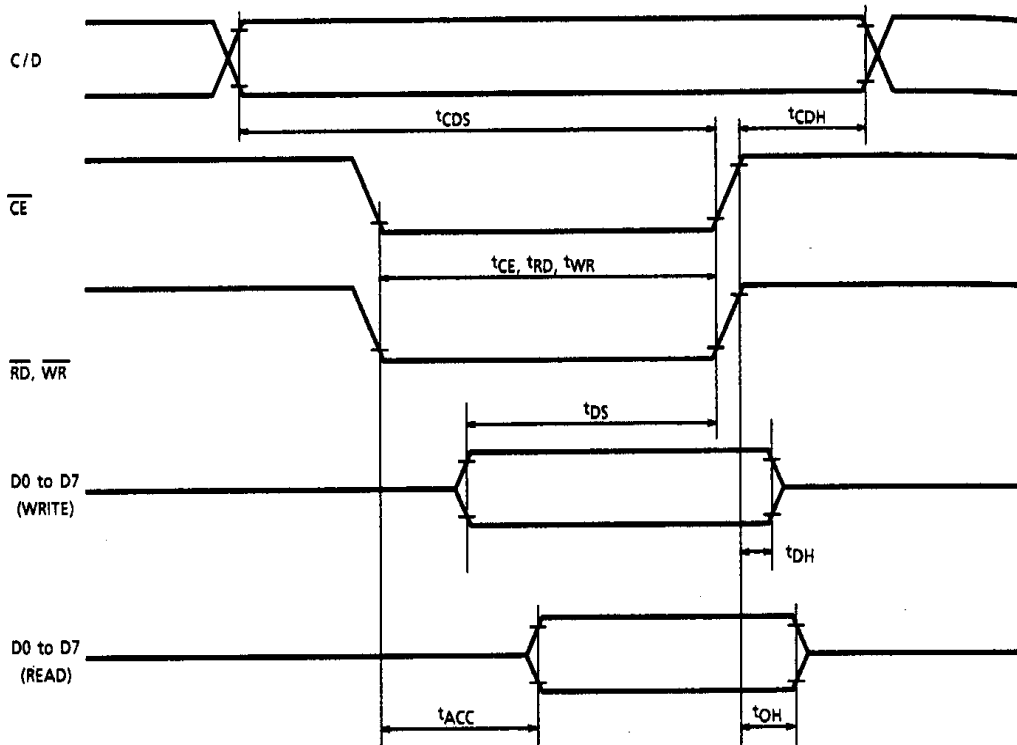 C/D
tCDS
tCDH
CE
tCE, tRD, tWR
RD, WR
tDS
D0 to D7
(WRITE)
tDH
D0 to D7
(READ)
tACC
tOH